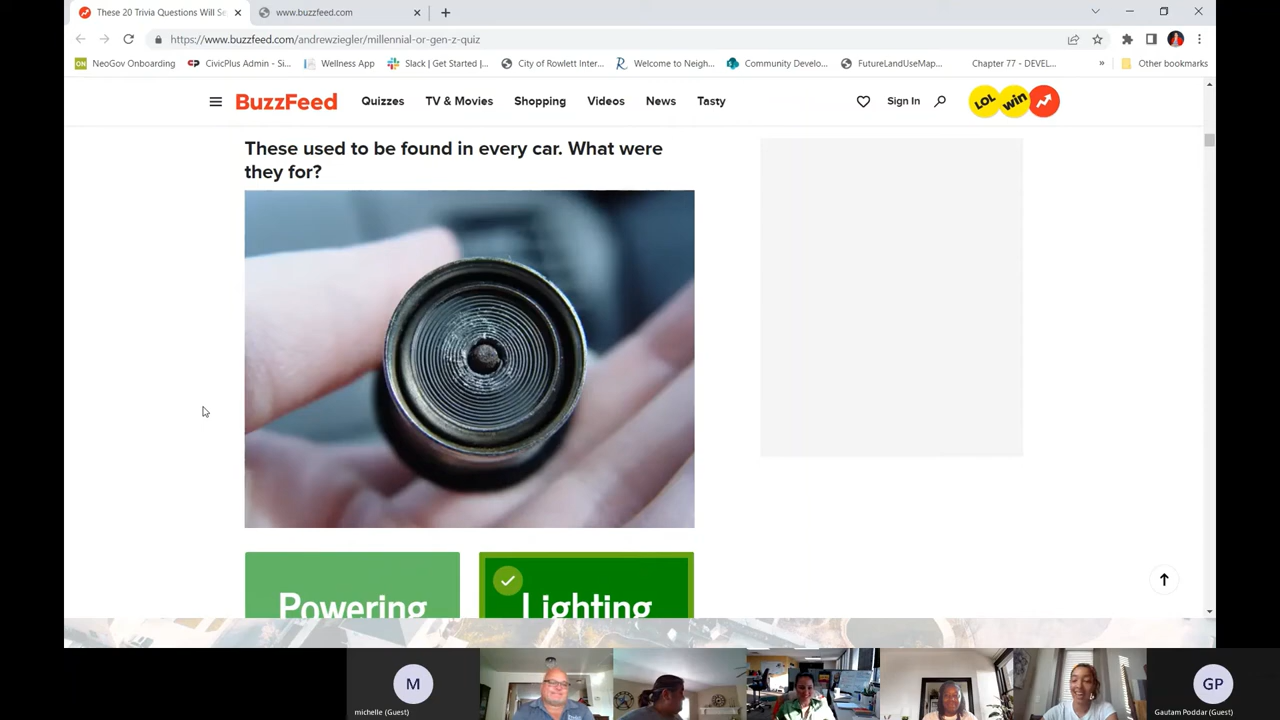 These 20 Trivia Questions Will Se
www.buzzfeed.com
https://www.buzzfeed.com/andrewziegler/millennial-or-gen-z-quiz
ON NeoGov Onboarding
CP CivicPlus Admin - Si...
Wellness App
Slack | Get Started |...
City of Rowlett Inter...
R Welcome to Neigh...
Community Develo...
FutureLandUseMap...
Chapter 77 - DEVEL...
»
Other bookmarks
BuzzFeed
Quizzes
TV & Movies
Shopping
Videos
News
Tasty
Sign In
LOL
win
These used to be found in every car. What were
they for?
Powering
Lighting
M
michelle (Guest)
GP
Gautam Poddar (Guest)